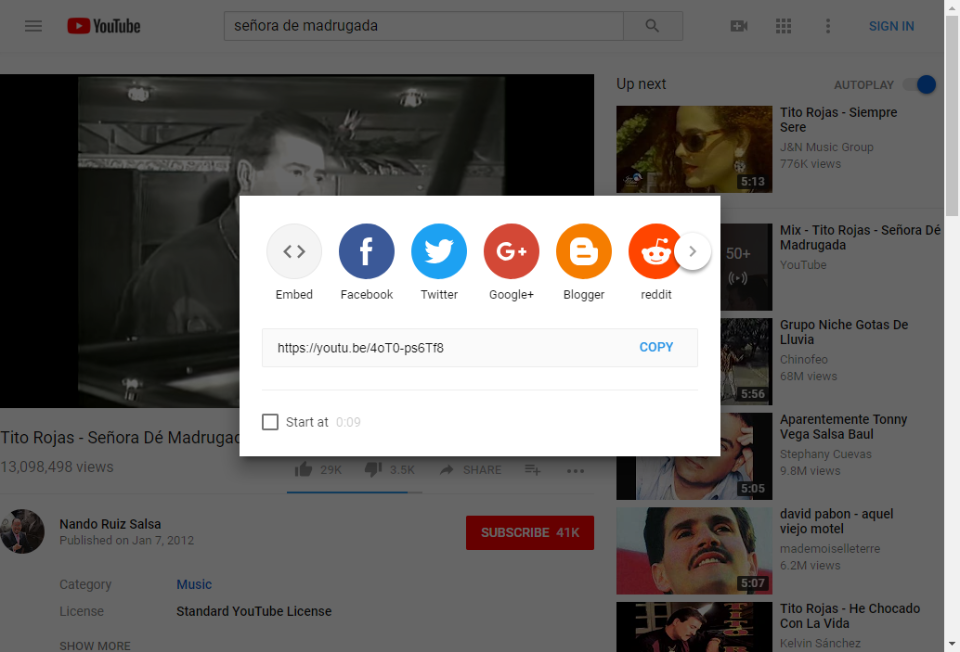 YouTube
señora de madrugada
SIGN IN
Up next
AUTOPLAY
Tito Rojas - Siempre
Sere
J&N Music Group
776K views
5:13
50+
Mix - Tito Rojas - Señora Dé
Madrugada
YouTube
Grupo Niche Gotas De
Lluvia
Chinofeo
68M views
5:56
Aparentemente Tonny
Vega Salsa Baul
Stephany Cuevas
9.8M views
5:05
david pabon - aquel
viejo motel
mademoiselleterre
6.2M views
5:07
Tito Rojas - He Chocado
Con La Vida
Kelvin Sánchez
Embed
Facebook
Twitter
G+
Google+
Blogger
reddit
https://youtu.be/4oT0-ps6Tf8
COPY
Start at 0:09
Tito Rojas - Señora Dé Madrugad
13,098,498 views
29K
3.5K
SHARE
Nando Ruiz Salsa
Published on Jan 7, 2012
SUBSCRIBE 41K
Category
Music
License
Standard YouTube License
SHOW MORE